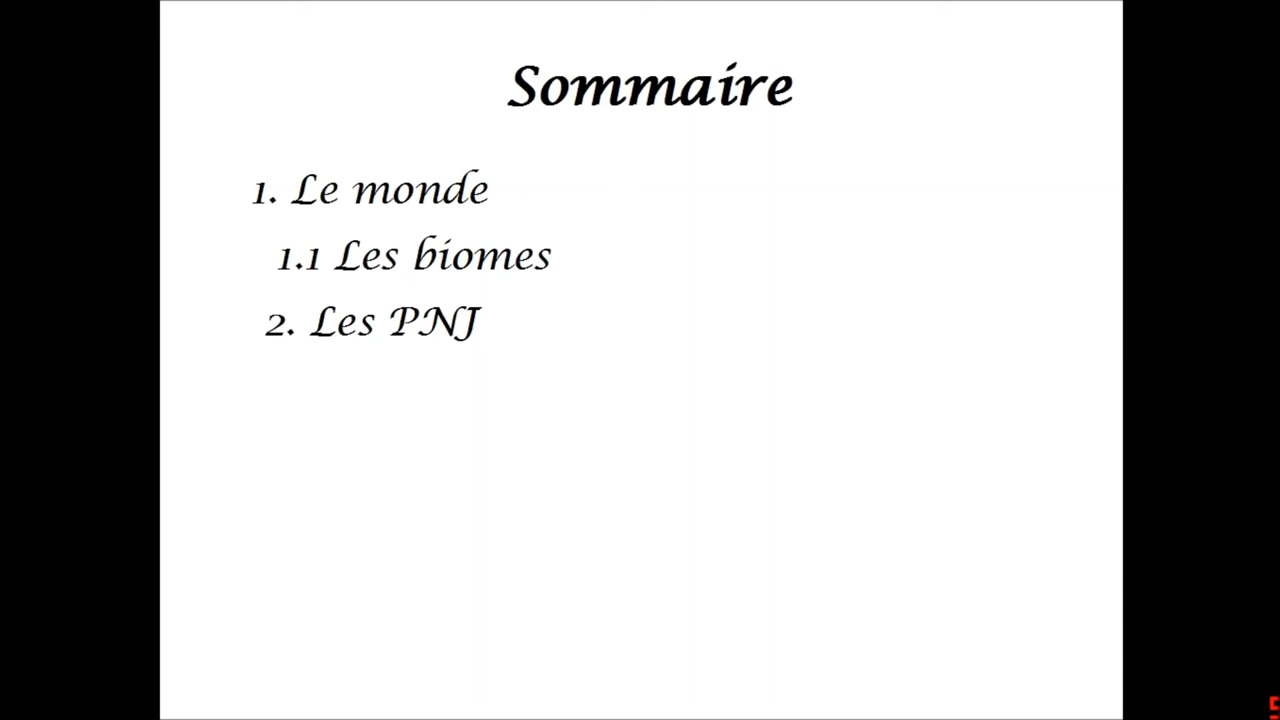 Sommaire
1. Le monde
1.1 Les biomes
2. Les PNJ